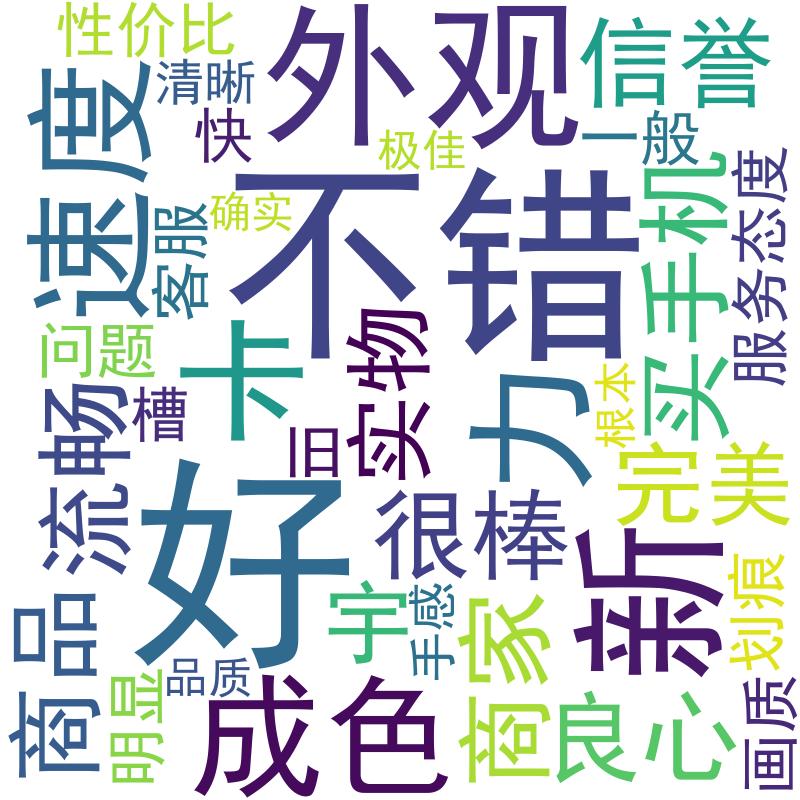 性价比
外观
信誉
清晰
速度
快
极佳
一般
不错
确实
客服
买手机
服务态度
问题
卡
实物
力
根本
流畅
槽
旧
完美
好
很棒
新
宇
手感
商家
划痕
商品
品质
明显
成色
良心
画质